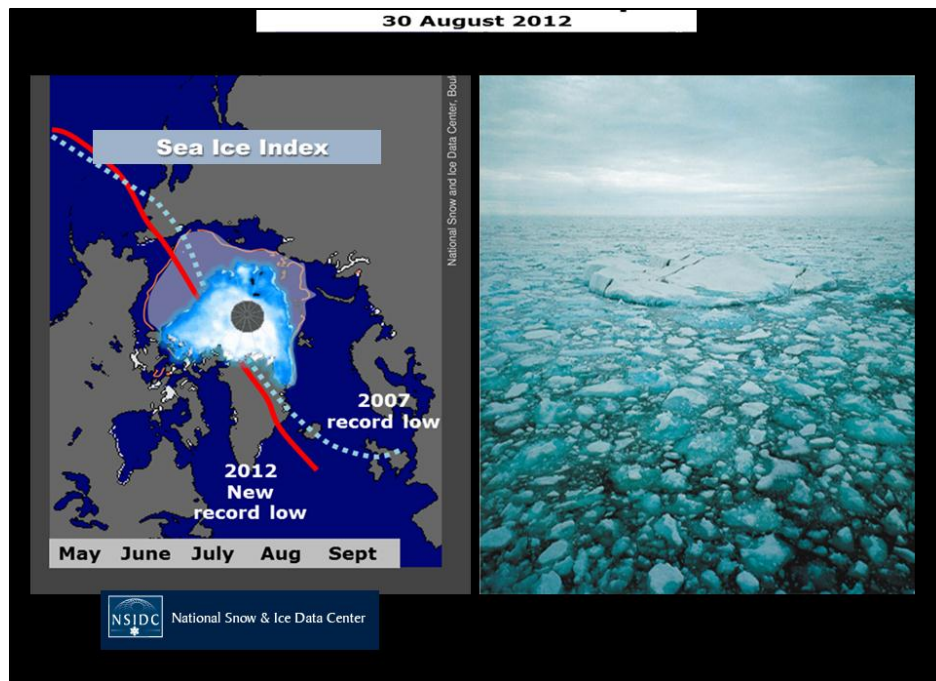 30 August 2012
Sea Ice Index
National Snow and Ice Data Center, Boul
2007
record low
2012
New
record low
May June July Aug Sept
NSIDC
National Snow & Ice Data Center